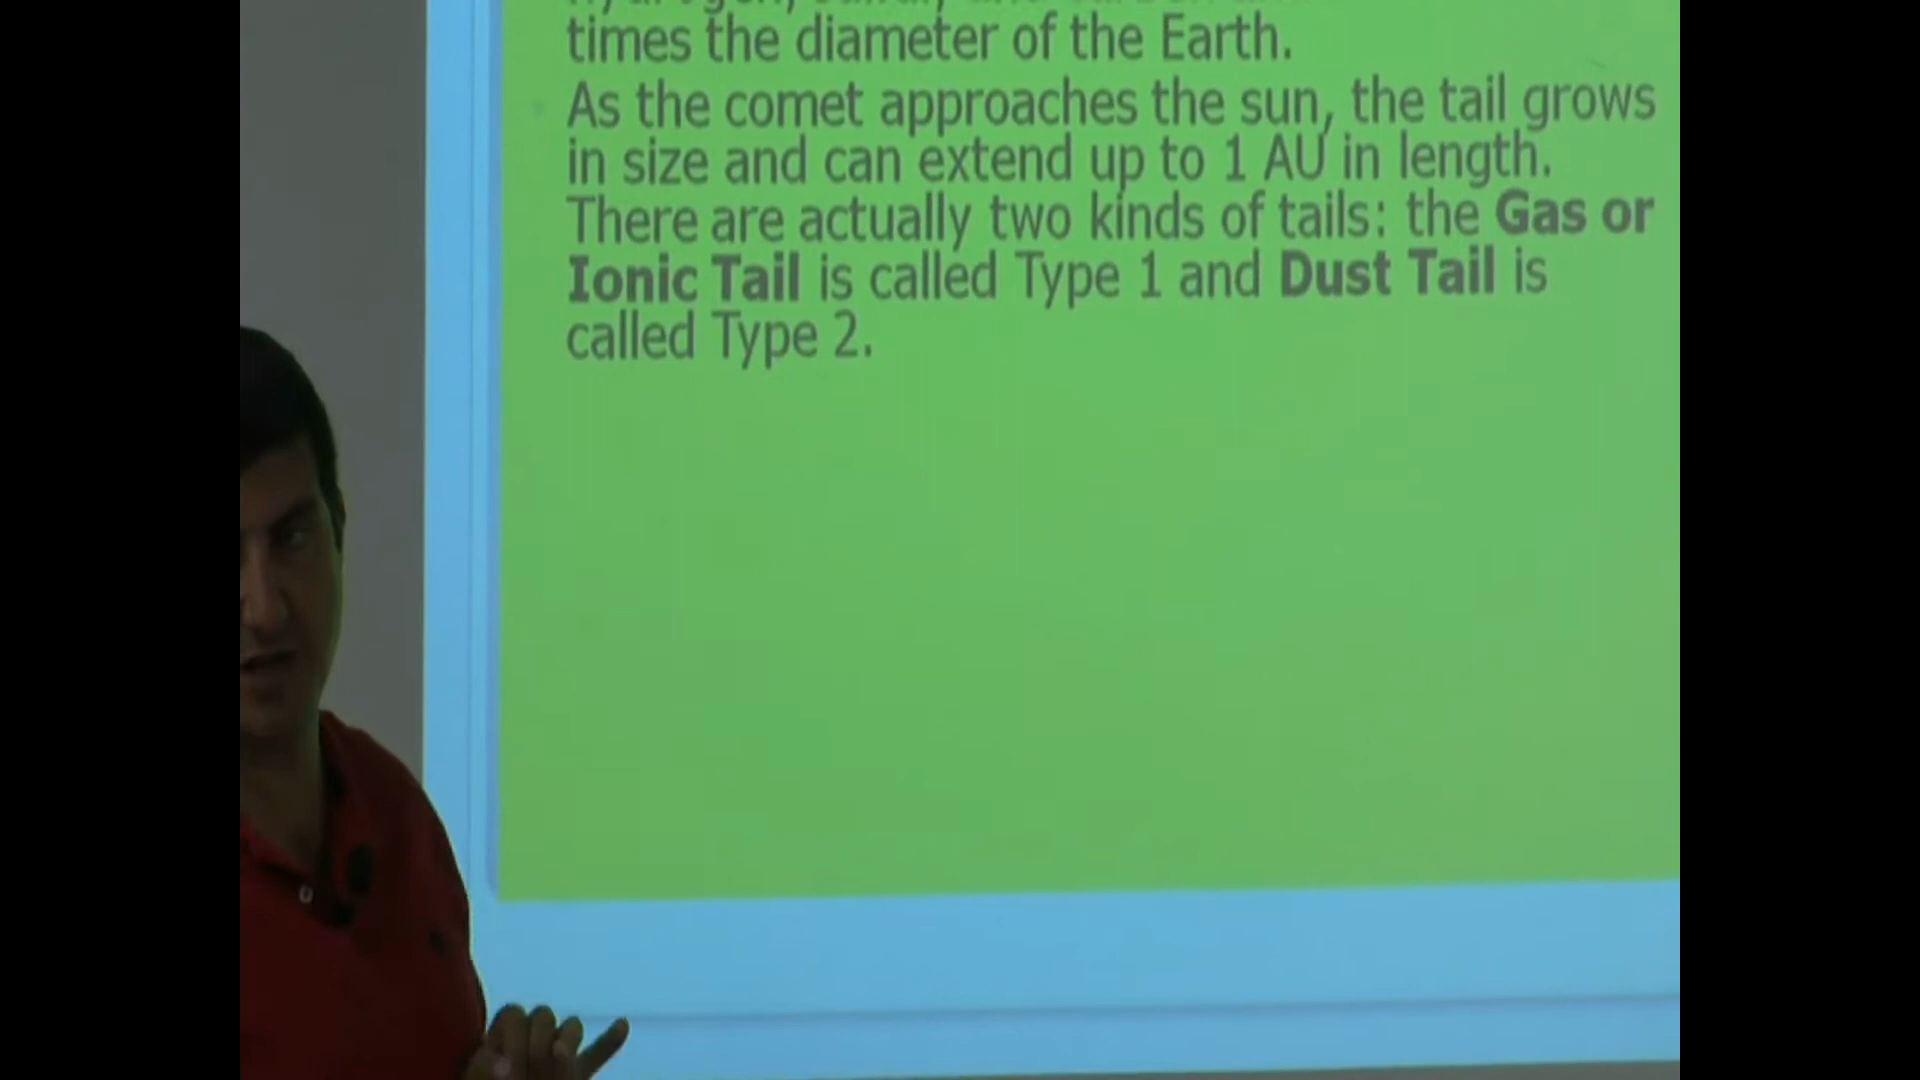 times the diameter of the Earth.
As the comet approaches the sun, the tail grows
in size and can extend up to 1 AU in length.
There are actually two kinds of tails: the Gas or
Ionic Tail is called Type 1 and Dust Tail is
called Type 2.